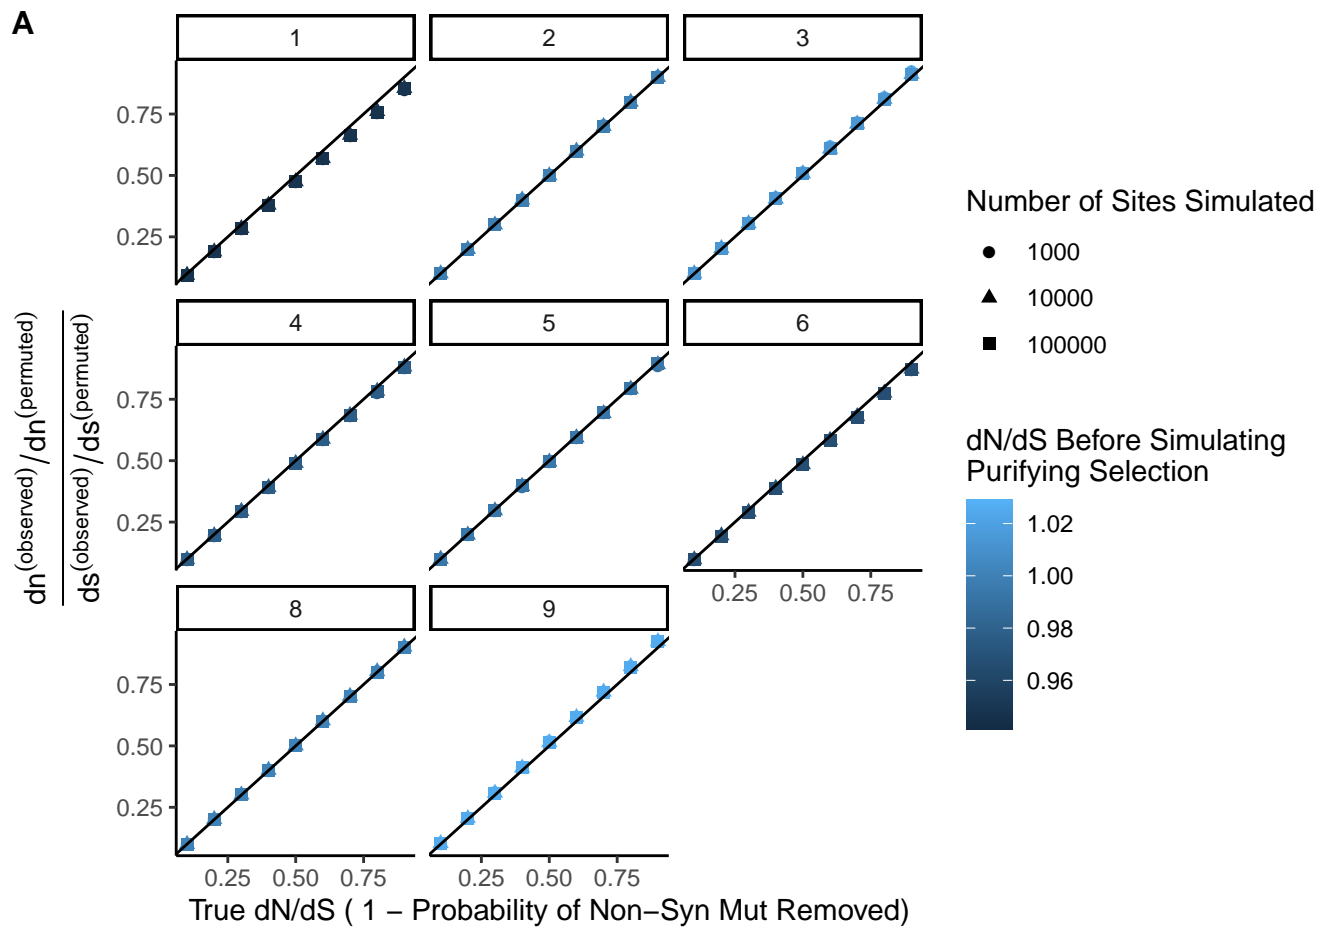 A
1
2
3
0.75
0.50
0.25
4
5
6
0.75
0.50
0.25
0.25 0.50 0.75
8
9
0.75
0.50
0.25
0.25 0.50 0.75
0.25 0.50 0.75
True dN/dS ( 1 − Probability of Non−Syn Mut Removed)
dn(observed)/dn(permuted)
ds(observed)/ds(permuted)
Number of Sites Simulated
1000
10000
100000
dN/dS Before Simulating
Purifying Selection
1.02
1.00
0.98
0.96